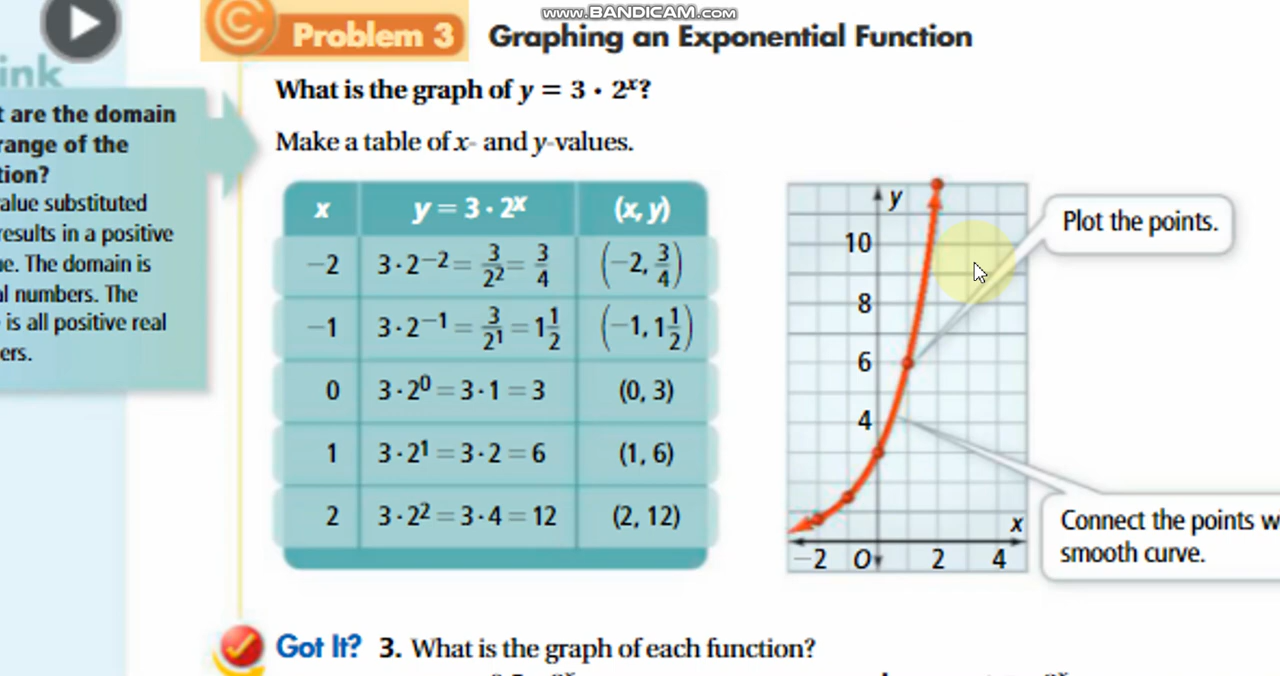 www.BANDICAM.com
Problem 3 Graphing an Exponential Function
What is the graph of y = 3 · 2ˣ?
Make a table of x- and y-values.
ink
t are the domain
range of the
tion?
alue substituted
results in a positive
e. The domain is
l numbers. The
is all positive real
ers.
x y = 3 · 2ˣ (x, y)
−2 3 · 2⁻² = 3/2² = 3/4 (−2, 3/4)
−1 3 · 2⁻¹ = 3/2¹ = 1 1/2 (−1, 1 1/2)
0 3 · 2⁰ = 3 · 1 = 3 (0, 3)
1 3 · 2¹ = 3 · 2 = 6 (1, 6)
2 3 · 2² = 3 · 4 = 12 (2, 12)
y
10
8
6
4
x
−2 O 2 4
Plot the points.
Connect the points w
smooth curve.
Got It? 3. What is the graph of each function?